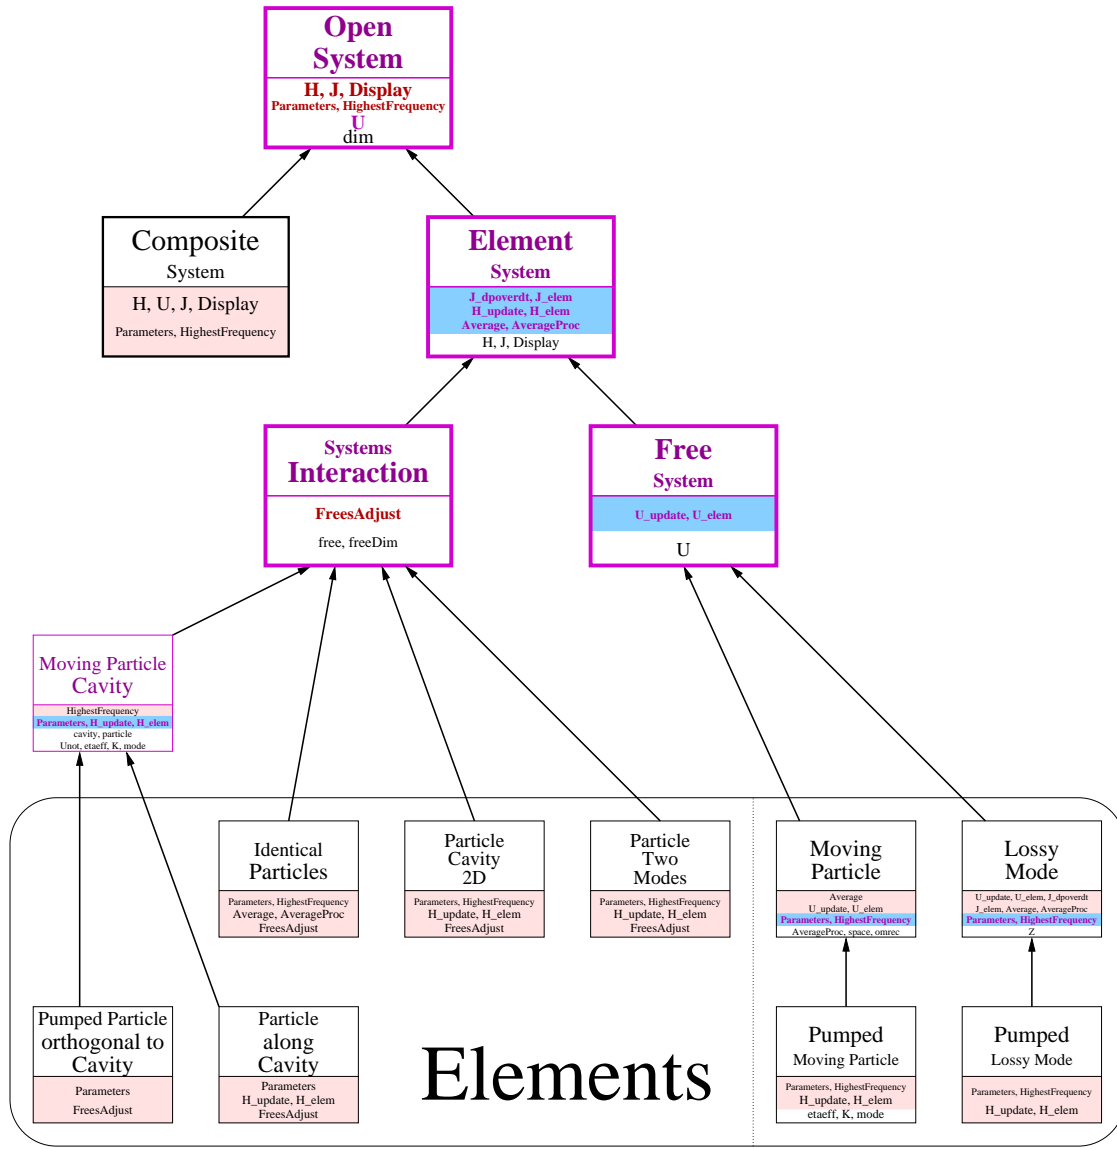 Open
System
H, J, Display
Parameters, HighestFrequency
U
dim
Composite
System
H, U, J, Display
Parameters, HighestFrequency
Element
System
J_dpoverdt, J_elem
H_update, H_elem
Average, AverageProc
H, J, Display
Systems
Interaction
FreesAdjust
free, freeDim
Free
System
U_update, U_elem
U
Moving Particle
Cavity
HighestFrequency
Parameters, H_update, H_elem
cavity, particle
Unot, etaeff, K, mode
Identical
Particles
Parameters, HighestFrequency
Average, AverageProc
FreesAdjust
Particle
Cavity
2D
Parameters, HighestFrequency
H_update, H_elem
FreesAdjust
Particle
Two
Modes
Parameters, HighestFrequency
H_update, H_elem
FreesAdjust
Moving
Particle
Average
U_update, U_elem
Parameters, HighestFrequency
AverageProc, space, omrec
Lossy
Mode
U_update, U_elem, J_dpoverdt
J_elem, Average, AverageProc
Parameters, HighestFrequency
Z
Pumped Particle
orthogonal to
Cavity
Parameters
FreesAdjust
Particle
along
Cavity
Parameters
H_update, H_elem
FreesAdjust
Elements
Pumped
Moving Particle
Parameters, HighestFrequency
H_update, H_elem
etaeff, K, mode
Pumped
Lossy Mode
Parameters, HighestFrequency
H_update, H_elem